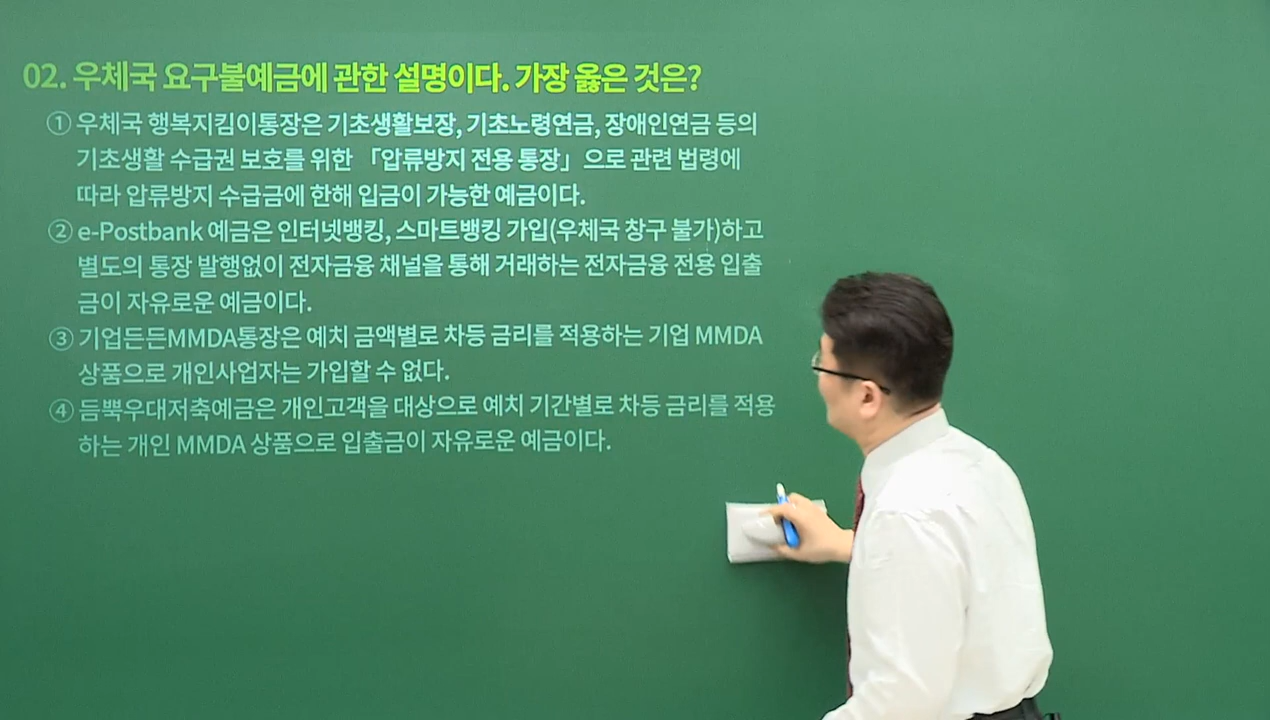 02. 우체국 요구불예금에 관한 설명이다. 가장 옳은 것은?
① 우체국 행복지킴이통장은 기초생활보장, 기초노령연금, 장애인연금 등의
기초생활 수급권 보호를 위한 「압류방지 전용 통장」으로 관련 법령에
따라 압류방지 수급금에 한해 입금이 가능한 예금이다.
② e-Postbank 예금은 인터넷뱅킹, 스마트뱅킹 가입(우체국 창구 불가)하고
별도의 통장 발행없이 전자금융 채널을 통해 거래하는 전자금융 전용 입출
금이 자유로운 예금이다.
③ 기업든든MMDA통장은 예치 금액별로 차등 금리를 적용하는 기업 MMDA
상품으로 개인사업자는 가입할 수 없다.
④ 듬뿍우대저축예금은 개인고객을 대상으로 예치 기간별로 차등 금리를 적용
하는 개인 MMDA 상품으로 입출금이 자유로운 예금이다.